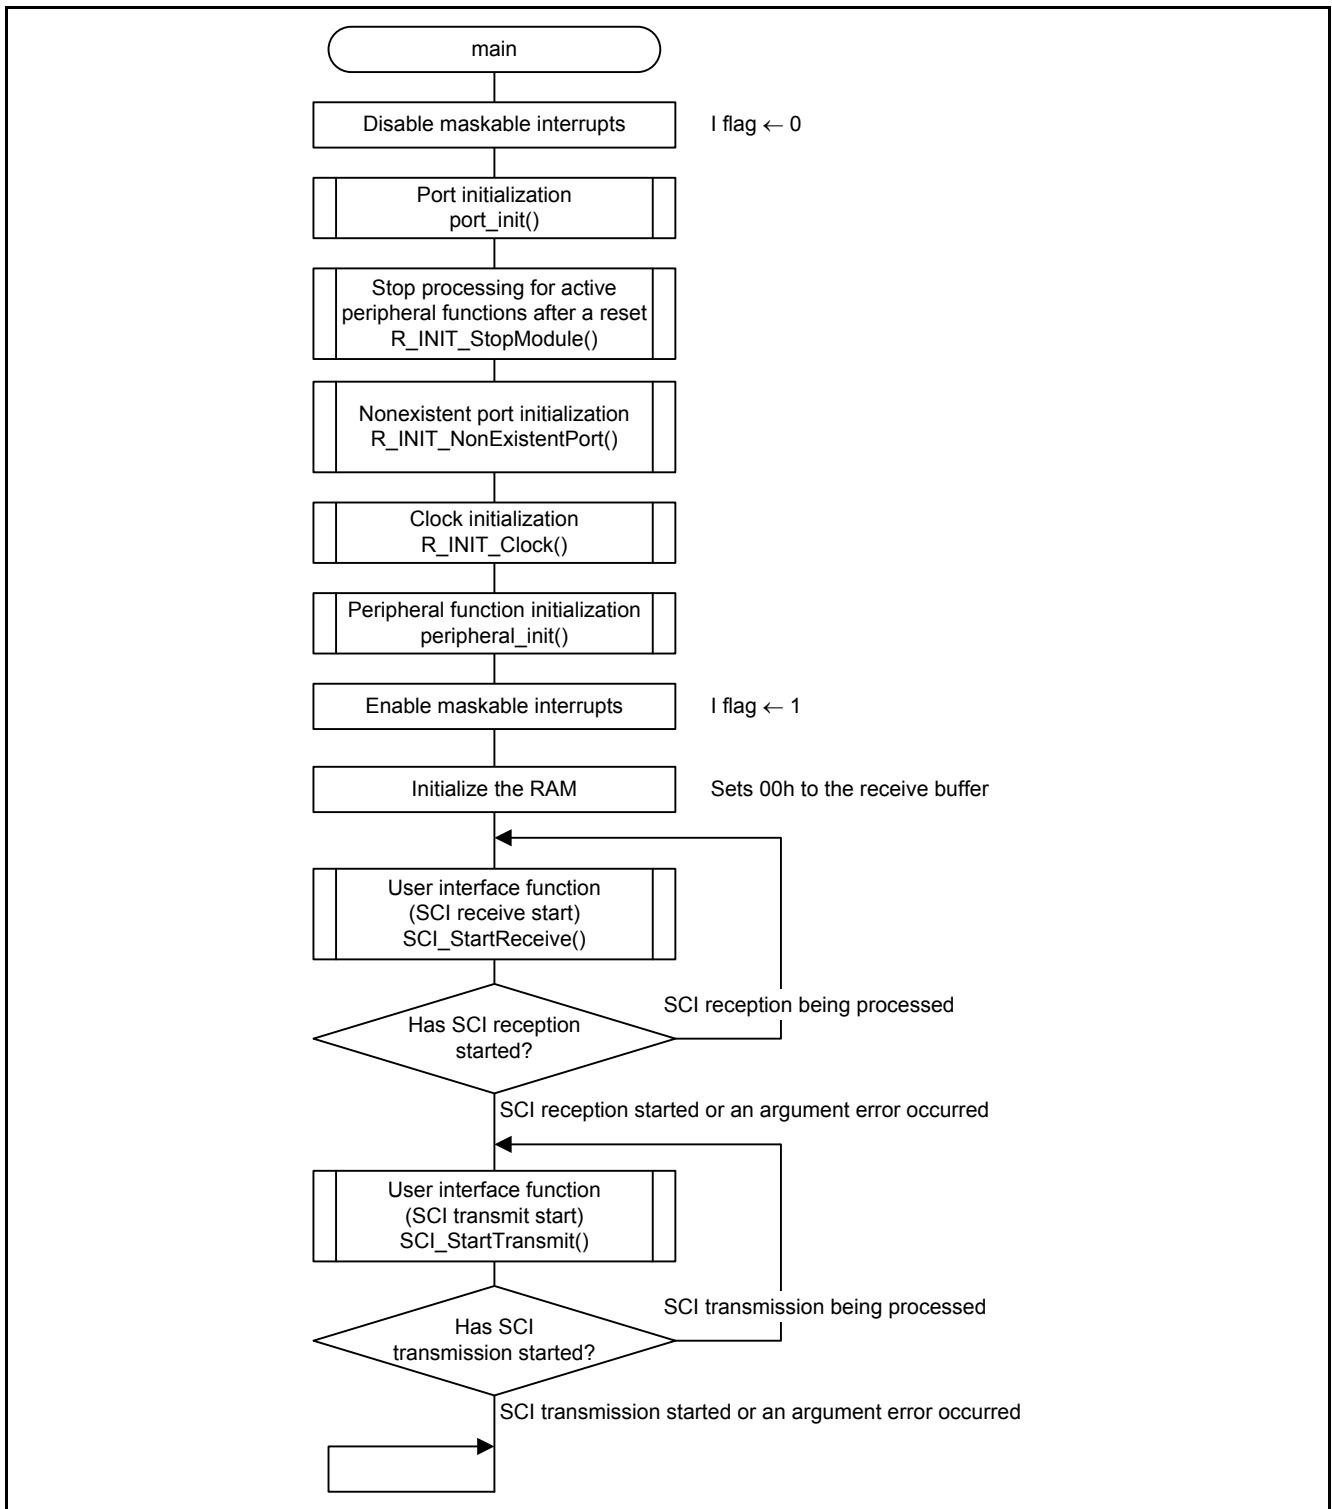 main
Disable maskable interrupts
I flag ← 0
Port initialization
port_init()
Stop processing for active
peripheral functions after a reset
R_INIT_StopModule()
Nonexistent port initialization
R_INIT_NonExistentPort()
Clock initialization
R_INIT_Clock()
Peripheral function initialization
peripheral_init()
Enable maskable interrupts
I flag ← 1
Initialize the RAM
Sets 00h to the receive buffer
User interface function
(SCI receive start)
SCI_StartReceive()
SCI reception being processed
Has SCI reception
started?
SCI reception started or an argument error occurred
User interface function
(SCI transmit start)
SCI_StartTransmit()
SCI transmission being processed
Has SCI
transmission started?
SCI transmission started or an argument error occurred